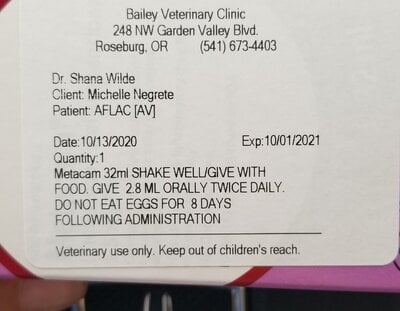 Bailey Veterinary Clinic
248 NW Garden Valley Blvd.
Roseburg, OR (541) 673-4403
Dr. Shana Wilde
Client: Michelle Negrete
Patient: AFLAC [AV]
Date:10/13/2020 Exp:10/01/2021
Quantity:1
Metacam 32ml SHAKE WELL/GIVE WITH
FOOD. GIVE 2.8 ML ORALLY TWICE DAILY.
DO NOT EAT EGGS FOR 8 DAYS
FOLLOWING ADMINISTRATION
Veterinary use only. Keep out of children's reach.